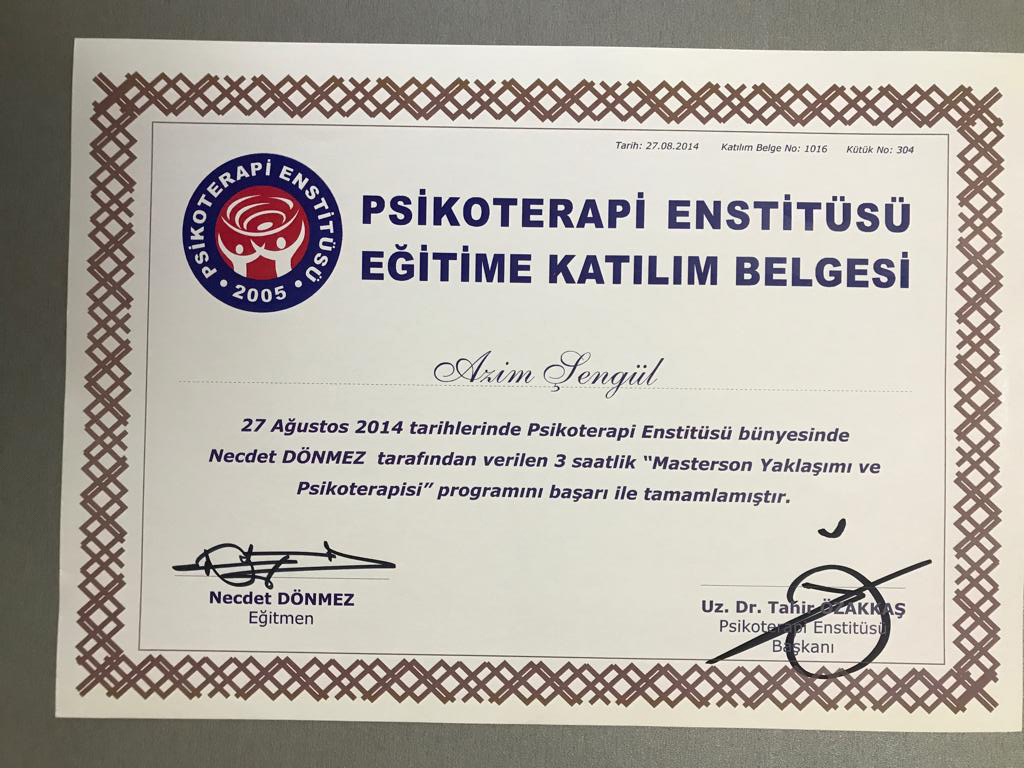 Tarih: 27.08.2014 Katılım Belge No: 1016 Kütük No: 304
PSİKOTERAPİ ENSTİTÜSÜ
• 2005 •
PSİKOTERAPİ ENSTİTÜSÜ
EĞİTİME KATILIM BELGESİ
Azim Şengül
27 Ağustos 2014 tarihlerinde Psikoterapi Enstitüsü bünyesinde
Necdet DÖNMEZ tarafından verilen 3 saatlik “Masterson Yaklaşımı ve
Psikoterapisi” programını başarı ile tamamlamıştır.
Necdet DÖNMEZ
Eğitmen
Uz. Dr. Tahir ÖZAKKAŞ
Psikoterapi Enstitüsü
Başkanı